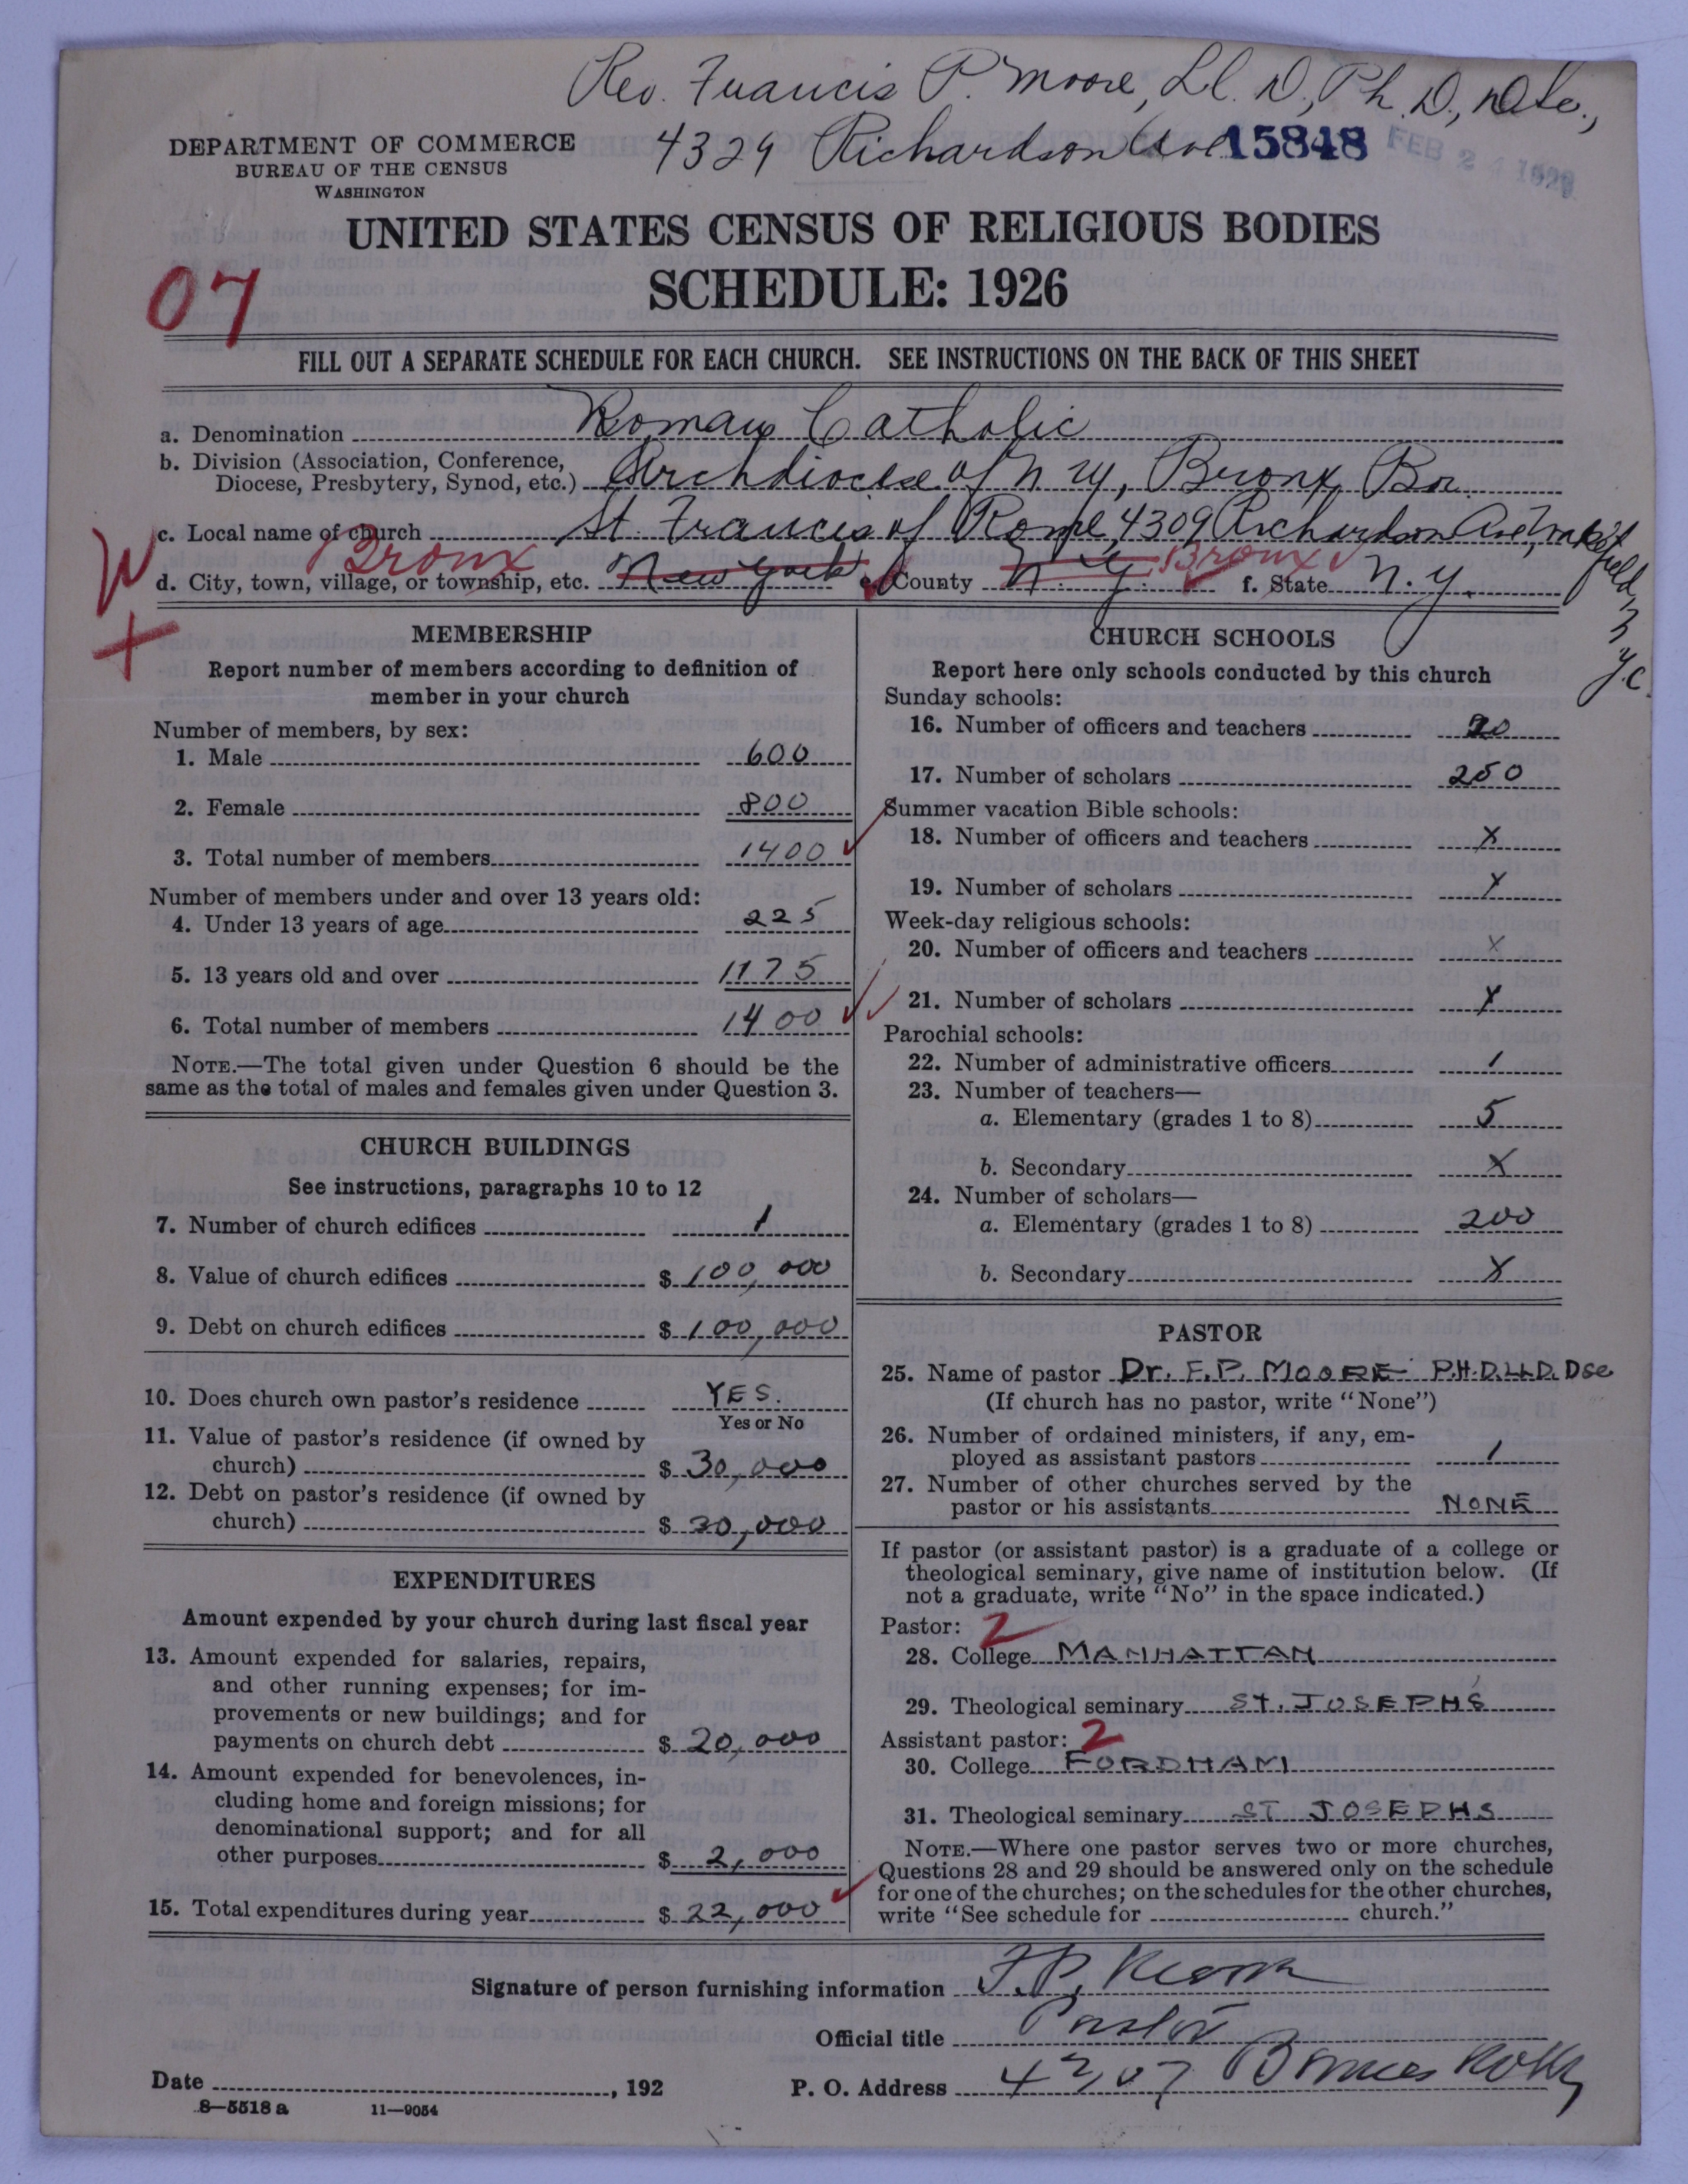 Rev. Francis P. Moore, LL. D., Ph. D.,
4329 Richardson Ave 15848 FEB 24 192
DEPARTMENT OF COMMERCE
BUREAU OF THE CENSUS
WASHINGTON
UNITED STATES CENSUS OF RELIGIOUS BODIES
SCHEDULE: 1926
07
FILL OUT A SEPARATE SCHEDULE FOR EACH CHURCH. SEE INSTRUCTIONS ON THE BACK OF THIS SHEET
a. Denomination Roman Catholic
b. Division (Association, Conference,
Diocese, Presbytery, Synod, etc.) Archdiocese of N Y, Bronx Bor.
c. Local name of church St. Francis of Rome, 4309 Richardson Ave, Wakefield, N Y C.
W Bronx Bronx
d. City, town, village, or township, etc. New York e. County N. Y. f. State N. Y.
MEMBERSHIP
Report number of members according to definition of
member in your church
Number of members, by sex:
1. Male 600
2. Female 800
3. Total number of members 1400
Number of members under and over 13 years old:
4. Under 13 years of age 225
5. 13 years old and over 1175
6. Total number of members 1400
NOTE.—The total given under Question 6 should be the
same as the total of males and females given under Question 3.
CHURCH BUILDINGS
See instructions, paragraphs 10 to 12
7. Number of church edifices 1
8. Value of church edifices $ 100,000
9. Debt on church edifices $ 100,000
10. Does church own pastor's residence YES.
Yes or No
11. Value of pastor's residence (if owned by
church) $ 30,000
12. Debt on pastor's residence (if owned by
church) $ 30,000
EXPENDITURES
Amount expended by your church during last fiscal year
13. Amount expended for salaries, repairs,
and other running expenses; for im-
provements or new buildings; and for
payments on church debt $ 20,000
14. Amount expended for benevolences, in-
cluding home and foreign missions; for
denominational support; and for all
other purposes $ 2,000
15. Total expenditures during year $ 22,000
CHURCH SCHOOLS
Report here only schools conducted by this church
Sunday schools:
16. Number of officers and teachers 20
17. Number of scholars 250
Summer vacation Bible schools:
18. Number of officers and teachers X
19. Number of scholars X
Week-day religious schools:
20. Number of officers and teachers X
21. Number of scholars X
Parochial schools:
22. Number of administrative officers 1
23. Number of teachers—
a. Elementary (grades 1 to 8) 5
b. Secondary X
24. Number of scholars—
a. Elementary (grades 1 to 8) 200
b. Secondary X
PASTOR
25. Name of pastor Dr. F. P. MOORE P.H.D. LL.D. Dsc
(If church has no pastor, write "None")
26. Number of ordained ministers, if any, em-
ployed as assistant pastors 1
27. Number of other churches served by the
pastor or his assistants NONE
If pastor (or assistant pastor) is a graduate of a college or
theological seminary, give name of institution below. (If
not a graduate, write "No" in the space indicated.)
Pastor: 2
28. College MANHATTAN
29. Theological seminary ST. JOSEPH'S
Assistant pastor: 2
30. College FORDHAM
31. Theological seminary ST JOSEPHS
NOTE.—Where one pastor serves two or more churches,
Questions 28 and 29 should be answered only on the schedule
for one of the churches; on the schedules for the other churches,
write "See schedule for church."
Signature of person furnishing information F. P. Moore
Official title Pastor
Date , 192 P. O. Address
8—5518 a 11—9054